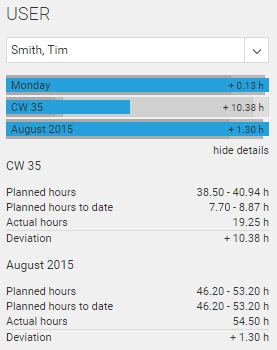 USER
Smith, Tim
Monday + 0.13 h
CW 35 + 10.38 h
August 2015 + 1.30 h
hide details
CW 35
Planned hours 38.50 - 40.94 h
Planned hours to date 7.70 - 8.87 h
Actual hours 19.25 h
Deviation + 10.38 h
August 2015
Planned hours 46.20 - 53.20 h
Planned hours to date 46.20 - 53.20 h
Actual hours 54.50 h
Deviation + 1.30 h